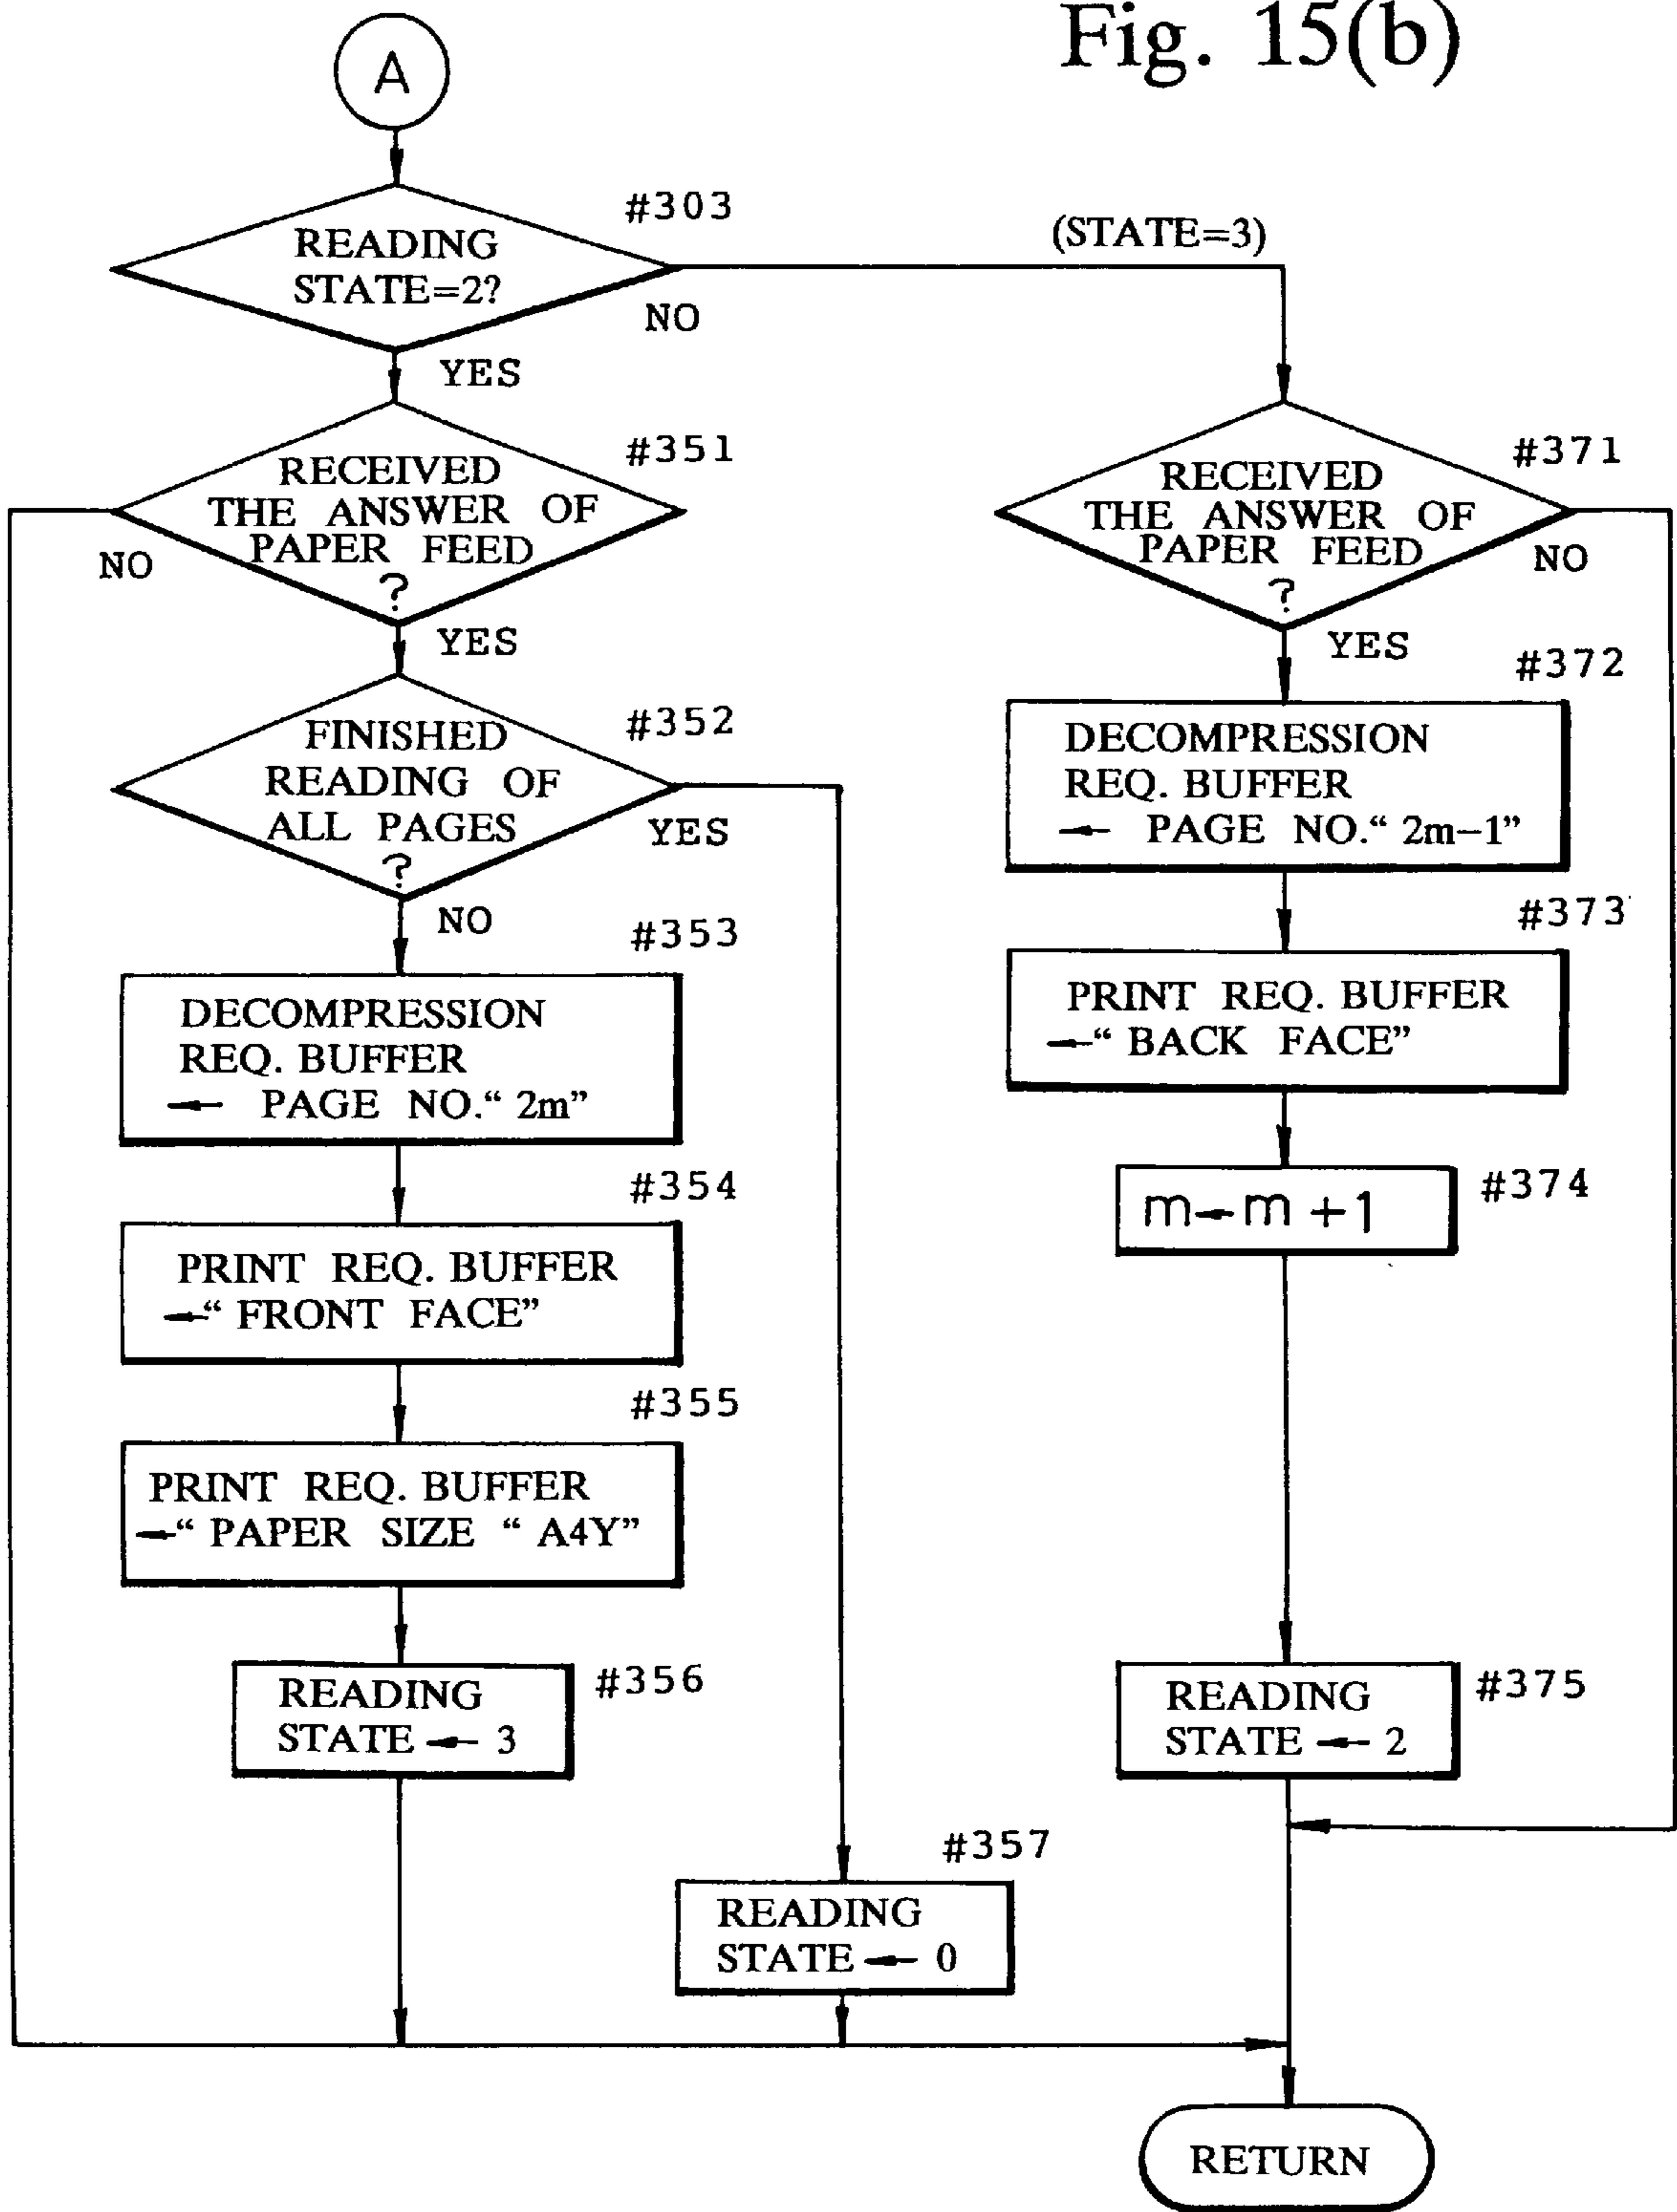 Fig. 15(b)
A
#303
READING
STATE=2?
(STATE=3)
NO
YES
#351
RECEIVED
THE ANSWER OF
PAPER FEED
?
NO
YES
#371
RECEIVED
THE ANSWER OF
PAPER FEED
?
NO
YES
#352
FINISHED
READING OF
ALL PAGES
?
YES
NO
#372
DECOMPRESSION
REQ. BUFFER
← PAGE NO.“ 2m−1”
#373
PRINT REQ. BUFFER
←“ BACK FACE”
#353
DECOMPRESSION
REQ. BUFFER
← PAGE NO.“ 2m”
#354
PRINT REQ. BUFFER
←“ FRONT FACE”
#374
m←m +1
#355
PRINT REQ. BUFFER
←“ PAPER SIZE “ A4Y”
#356
READING
STATE ← 3
#375
READING
STATE ← 2
#357
READING
STATE ← 0
RETURN